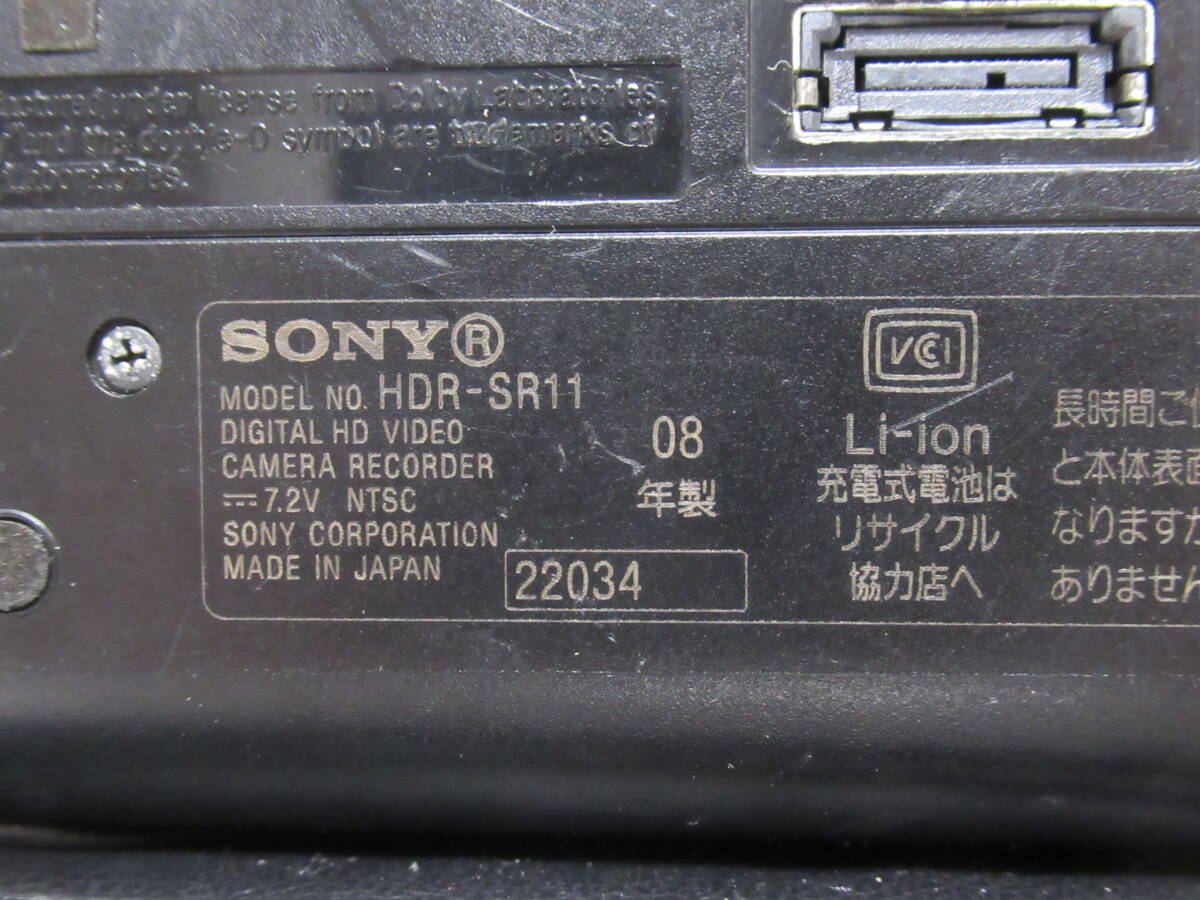 under license from Dolby Laboratories.
and the double-D symbol are trademarks of
Laboratories.
SONY®
MODEL NO. HDR-SR11
DIGITAL HD VIDEO
CAMERA RECORDER
7.2V NTSC
SONY CORPORATION
MADE IN JAPAN
22034
08
年製
VCCI
Li-ion
充電式電池は
リサイクル
協力店へ
長時間ご
と本体表面
なりますが
ありません